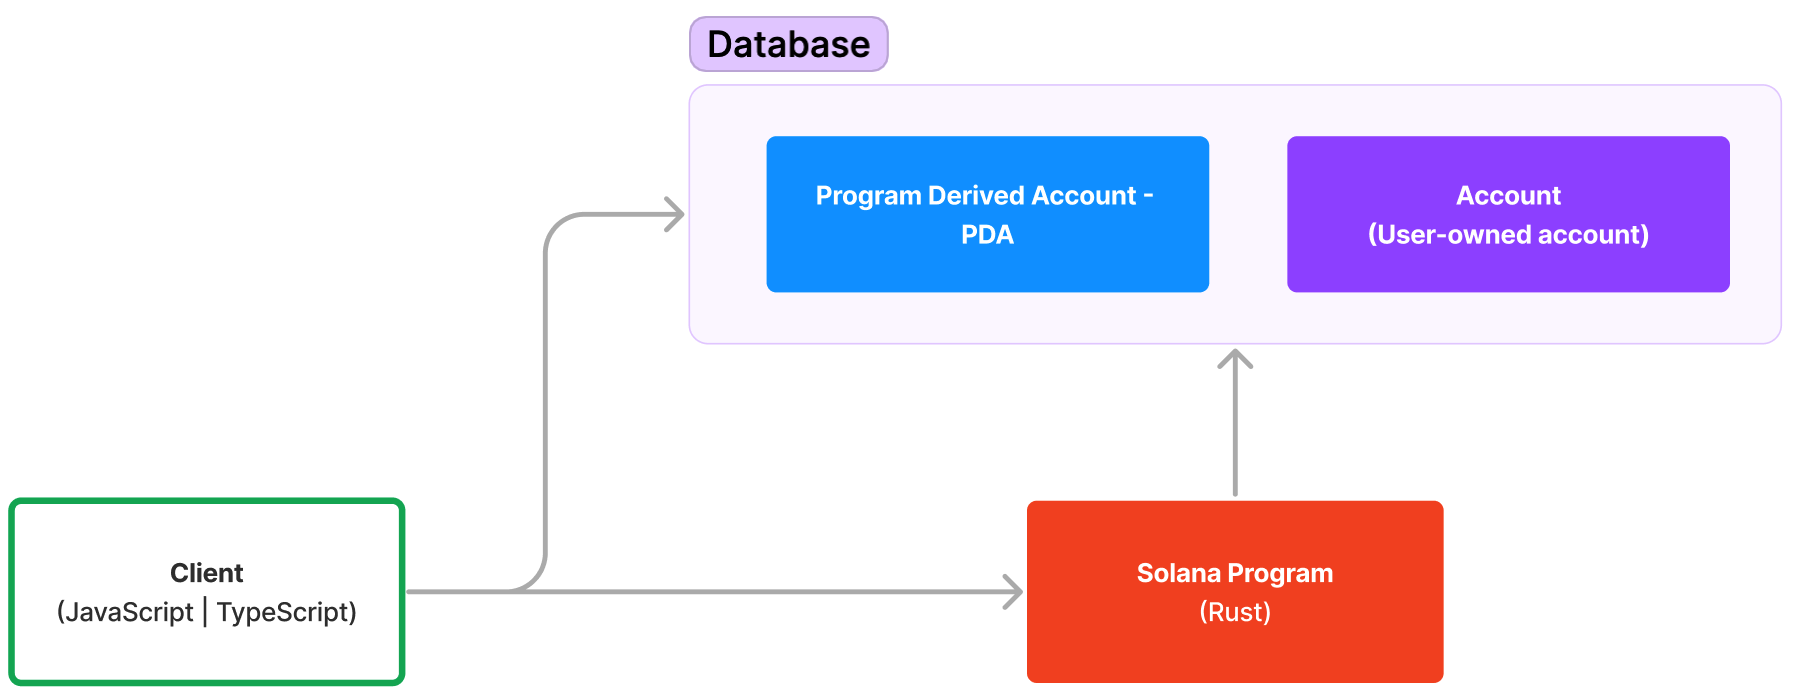 Database
Program Derived Account -
PDA
Account
(User-owned account)
Client
(JavaScript | TypeScript)
Solana Program
(Rust)